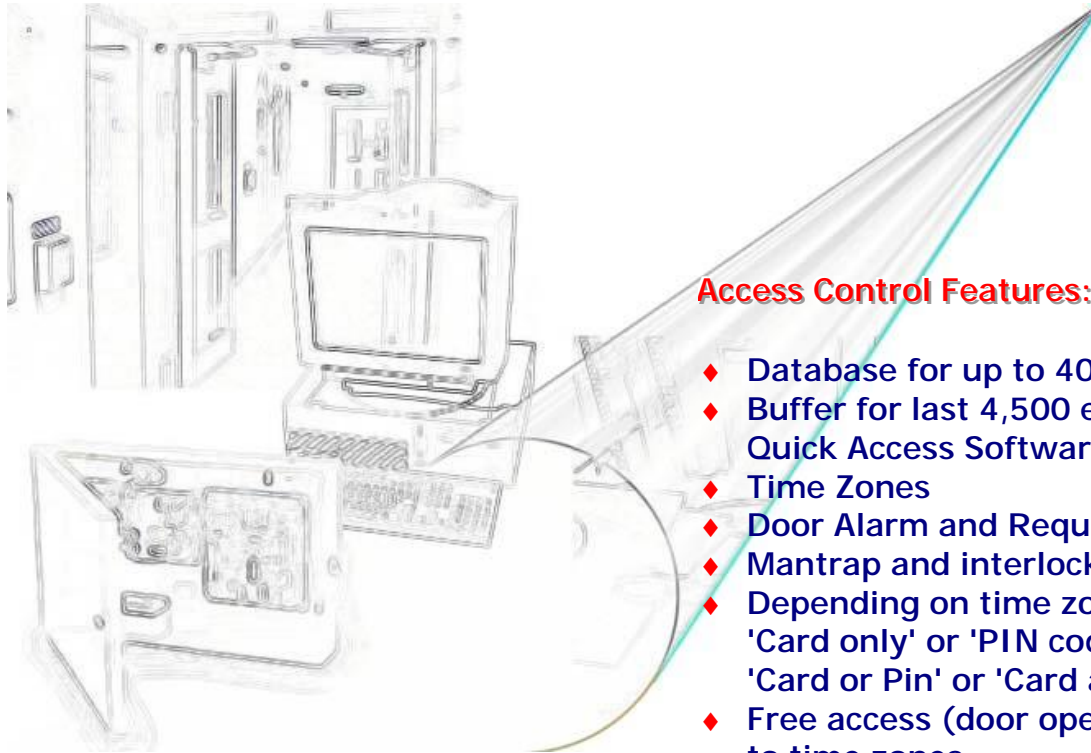 Access Control Features:
Database for up to 40
Buffer for last 4,500 e
Quick Access Softwar
Time Zones
Door Alarm and Requ
Mantrap and interlock
Depending on time zo
'Card only' or 'PIN coo
'Card or Pin' or 'Card a
Free access (door ope
to time zones